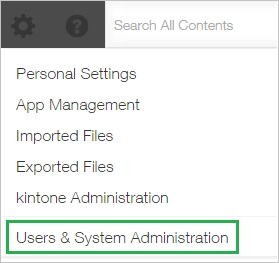 Search All Contents
Personal Settings
App Management
Imported Files
Exported Files
kintone Administration
Users & System Administration